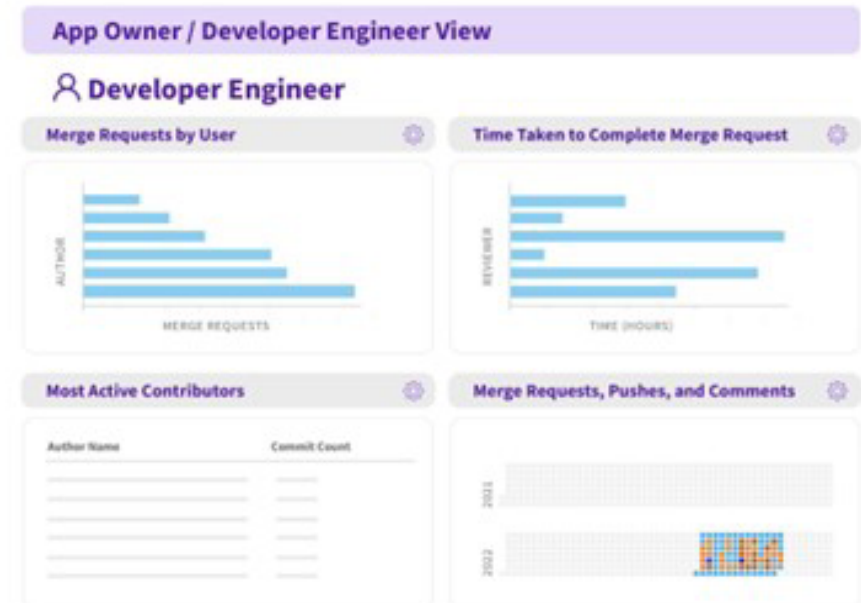 App Owner / Developer Engineer View
Developer Engineer
Merge Requests by User
Time Taken to Complete Merge Request
AUTHOR
MERGE REQUESTS
REVIEWER
TIME (HOURS)
Most Active Contributors
Merge Requests, Pushes, and Comments
Author Name
Commit Count
2021
2022